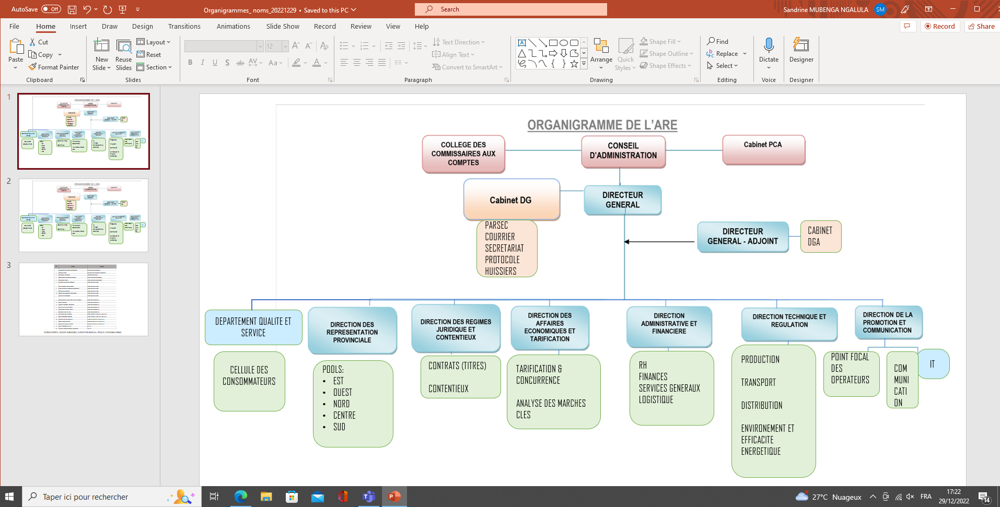 AutoSave Off
Organigrammes_ noms_20221229 • Saved to this PC
Search
Sandrine MUBENGA NGALULA SM
File Home Insert Draw Design Transitions Animations Slide Show Record Review View Help
Record Share
Paste
Cut
Copy
Format Painter
Clipboard
New Slide
Reuse Slides
Layout
Reset
Section
Slides
12
B I U S ab AV Aa A
Font
Text Direction
Align Text
Convert to SmartArt
Paragraph
Arrange
Quick Styles
Shape Fill
Shape Outline
Shape Effects
Drawing
Find
Replace
Select
Editing
Dictate
Voice
Designer
Designer
1
2
3
ORGANIGRAMME DE L'ARE
COLLEGE DES
COMMISSAIRES AUX
COMPTES
CONSEIL
D'ADMINISTRATION
Cabinet PCA
Cabinet DG
DIRECTEUR
GENERAL
PARSEC
COURRIER
SECRETARIAT
PROTOCOLE
HUISSIERS
DIRECTEUR
GENERAL - ADJOINT
CABINET
DGA
DEPARTEMENT QUALITE ET
SERVICE
DIRECTION DES
REPRESENTATION
PROVINCIALE
DIRECTION DES REGIMES
JURIDIQUE ET
CONTENTIEUX
DIRECTION DES
AFFAIRES
ECONOMIQUES ET
TARIFICATION
DIRECTION
ADMINISTRATIVE ET
FINANCIERE
DIRECTION TECHNIQUE ET
REGULATION
DIRECTION DE LA
PROMOTION ET
COMMUNICATION
CELLULE DES
CONSOMMATEURS
POOLS:
• EST
• OUEST
• NORD
• CENTRE
• SUD
CONTRATS (TITRES)
CONTENTIEUX
TARIFICATION &
CONCURRENCE
ANALYSE DES MARCHES
CLES
RH
FINANCES
SERVICES GENERAUX
LOGISTIQUE
PRODUCTION
TRANSPORT
DISTRIBUTION
ENVIRONEMENT ET
EFFICACITE
ENERGETIQUE
POINT FOCAL
DES
OPERATEURS
COM
MUNI
CATI
ON
IT
Taper ici pour rechercher
27°C Nuageux
FRA
17:22
29/12/2022
14